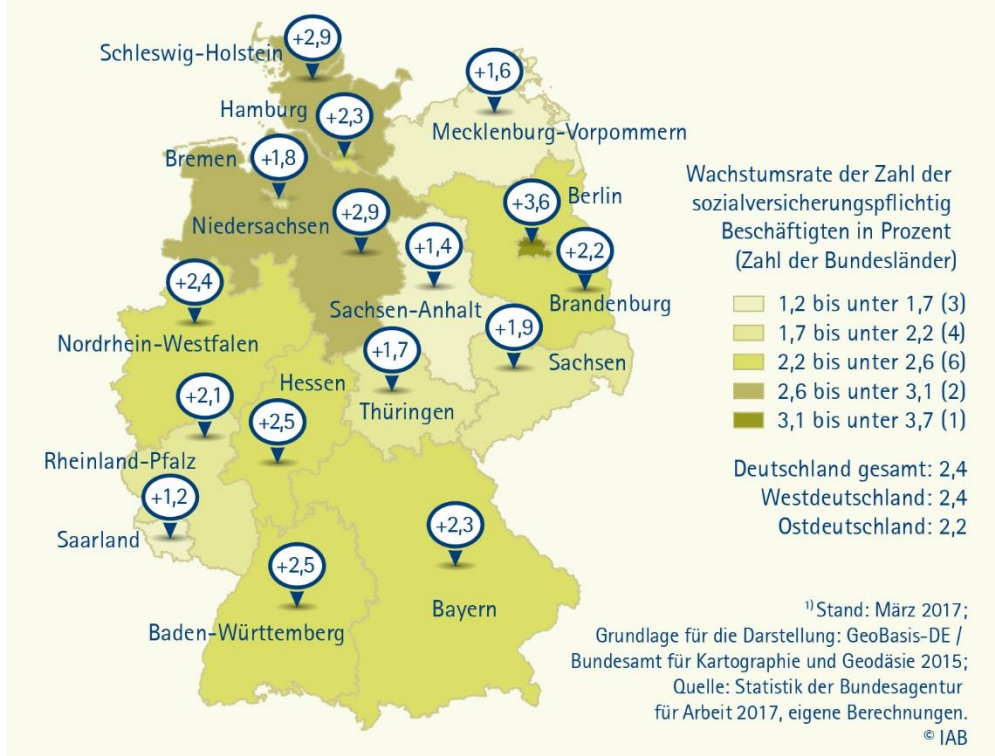 +2,9
Schleswig-Holstein
+1,6
Hamburg
+2,3
Mecklenburg-Vorpommern
Bremen
+1,8
Berlin
+3,6
Niedersachsen
+2,9
+1,4
+2,2
+2,4
Sachsen-Anhalt
Brandenburg
Nordrhein-Westfalen
+1,9
Sachsen
+1,7
Hessen
Thüringen
+2,1
+2,5
Rheinland-Pfalz
+1,2
Saarland
+2,3
+2,5
Bayern
Baden-Württemberg
Wachstumsrate der Zahl der
sozialversicherungspflichtig
Beschäftigten in Prozent
(Zahl der Bundesländer)
1,2 bis unter 1,7 (3)
1,7 bis unter 2,2 (4)
2,2 bis unter 2,6 (6)
2,6 bis unter 3,1 (2)
3,1 bis unter 3,7 (1)
Deutschland gesamt: 2,4
Westdeutschland: 2,4
Ostdeutschland: 2,2
¹⁾ Stand: März 2017;
Grundlage für die Darstellung: GeoBasis-DE /
Bundesamt für Kartographie und Geodäsie 2015;
Quelle: Statistik der Bundesagentur
für Arbeit 2017, eigene Berechnungen.
© IAB